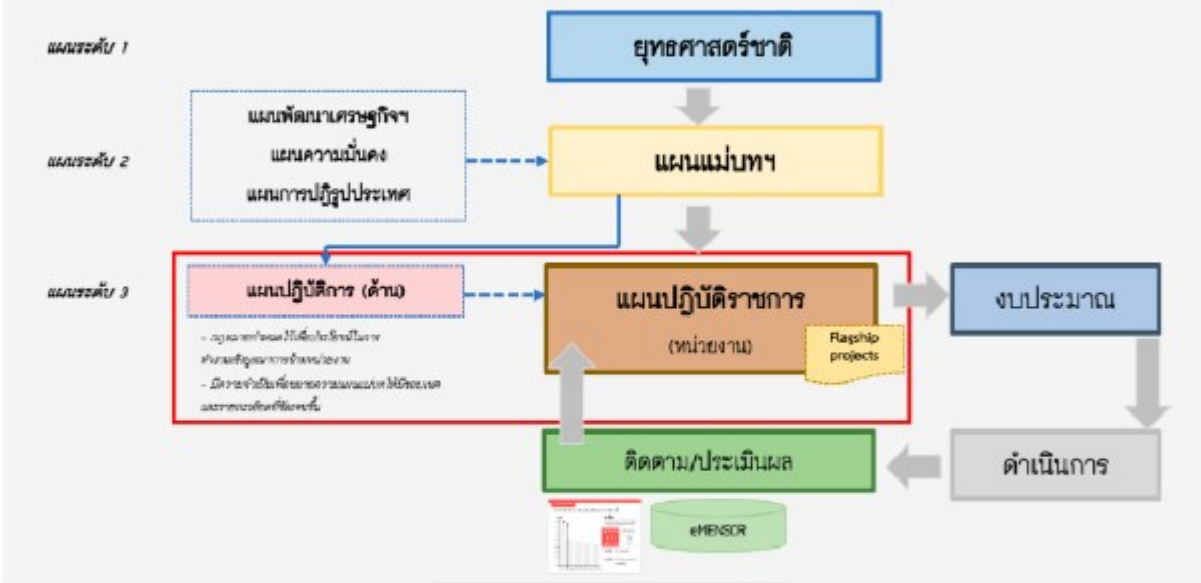 แผนระดับ 1
ยุทธศาสตร์ชาติ
แผนระดับ 2
แผนพัฒนาเศรษฐกิจฯ
แผนความมั่นคง
แผนการปฏิรูปประเทศ
แผนแม่บทฯ
แผนระดับ 3
แผนปฏิบัติการ (ด้าน)
แผนปฏิบัติราชการ
(หน่วยงาน)
Flagship
projects
งบประมาณ
ติดตาม/ประเมินผล
ดำเนินการ
eMENSCR